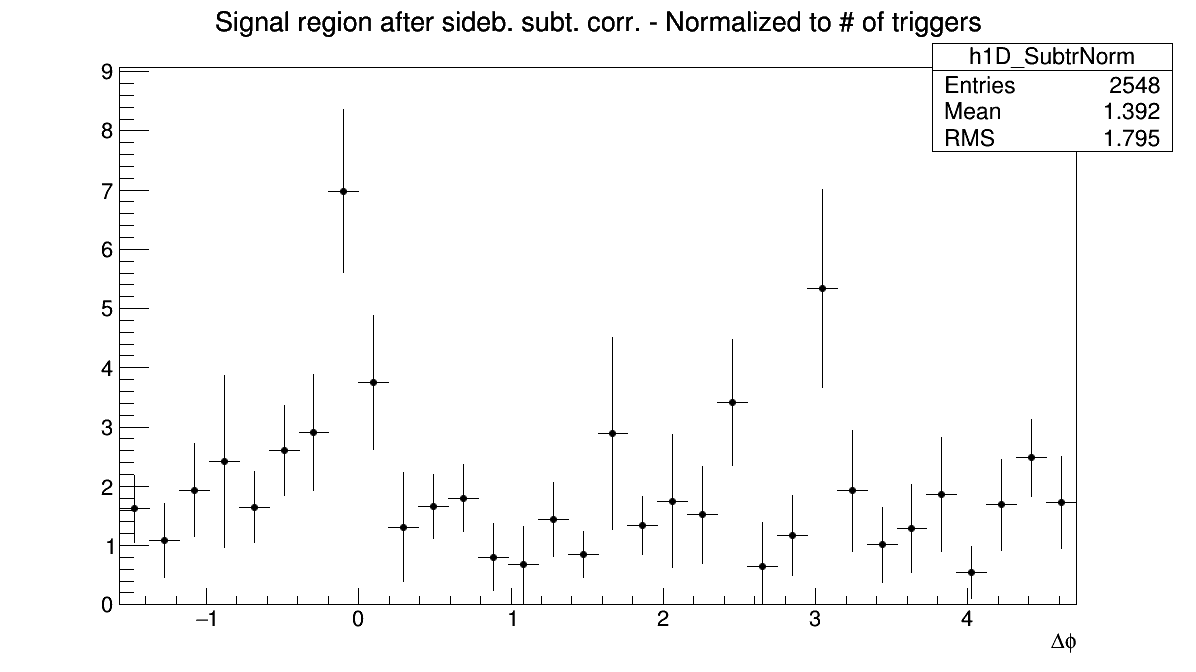 Signal region after sideb. subt. corr. - Normalized to # of triggers
h1D_SubtrNorm
Entries 2548
Mean 1.392
RMS 1.795
9
8
7
6
5
4
3
2
1
0
−1 0 1 2 3 4
Δϕ